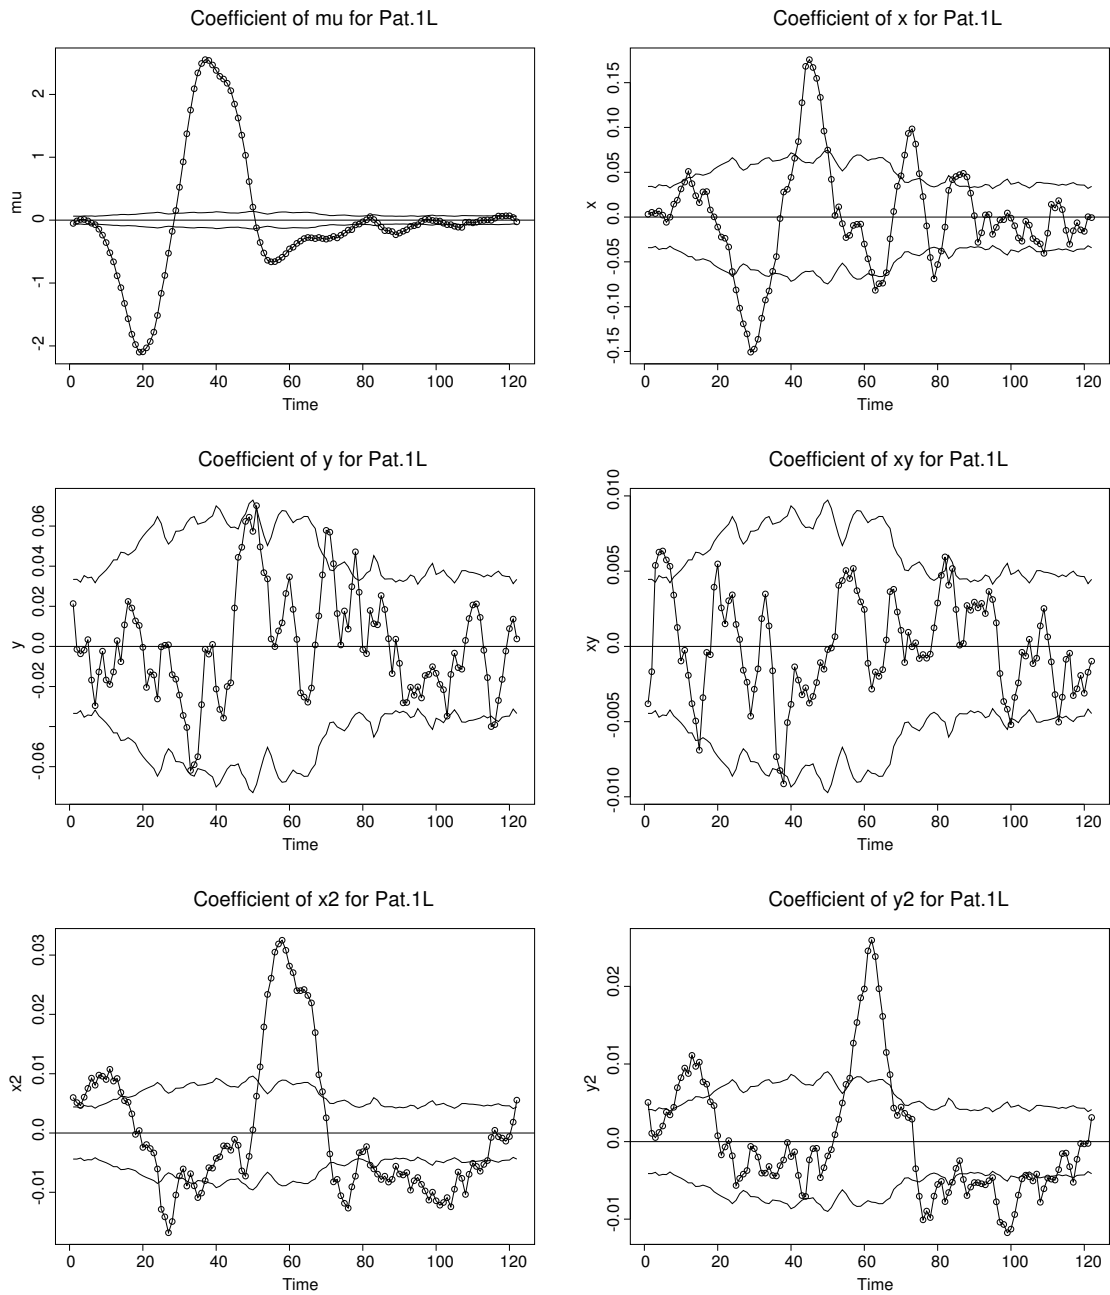 Coefficient of mu for Pat.1L
mu
2
1
0
-1
-2
0 20 40 60 80 100 120
Time
Coefficient of x for Pat.1L
x
0.15
0.10
0.05
0.0
-0.05
-0.10
-0.15
0 20 40 60 80 100 120
Time
Coefficient of y for Pat.1L
y
0.06
0.04
0.02
0.0
-0.02
-0.06
0 20 40 60 80 100 120
Time
Coefficient of xy for Pat.1L
xy
0.010
0.005
0.0
-0.005
-0.010
0 20 40 60 80 100 120
Time
Coefficient of x2 for Pat.1L
x2
0.03
0.02
0.01
0.0
-0.01
0 20 40 60 80 100 120
Time
Coefficient of y2 for Pat.1L
y2
0.02
0.01
0.0
-0.01
0 20 40 60 80 100 120
Time